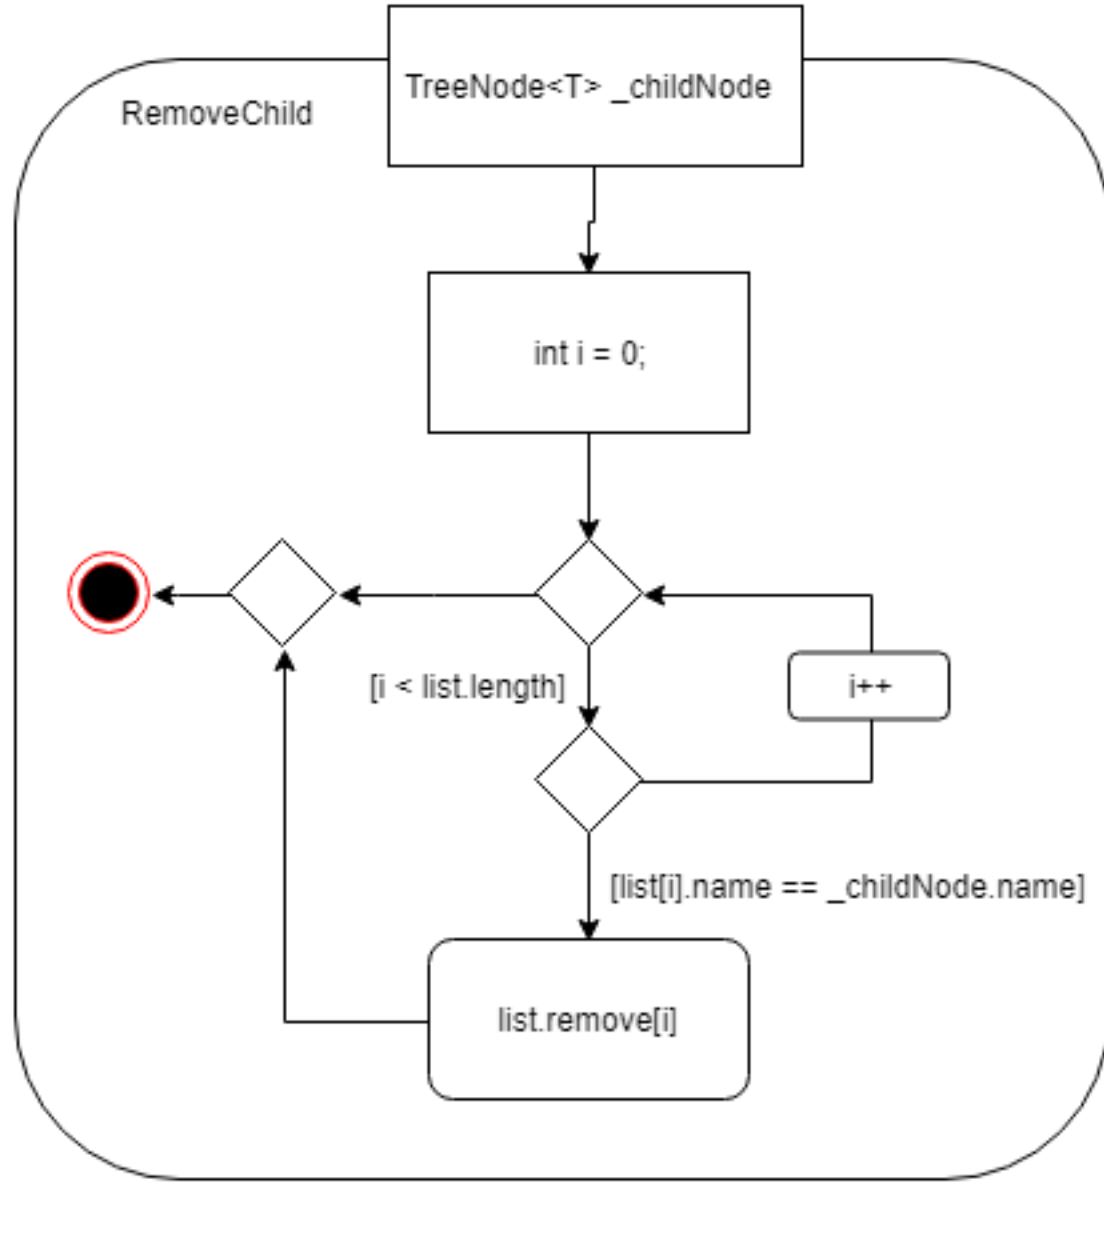 TreeNode<T> _childNode
RemoveChild
int i = 0;
[i < list.length]
i++
[list[i].name == _childNode.name]
list.remove[i]